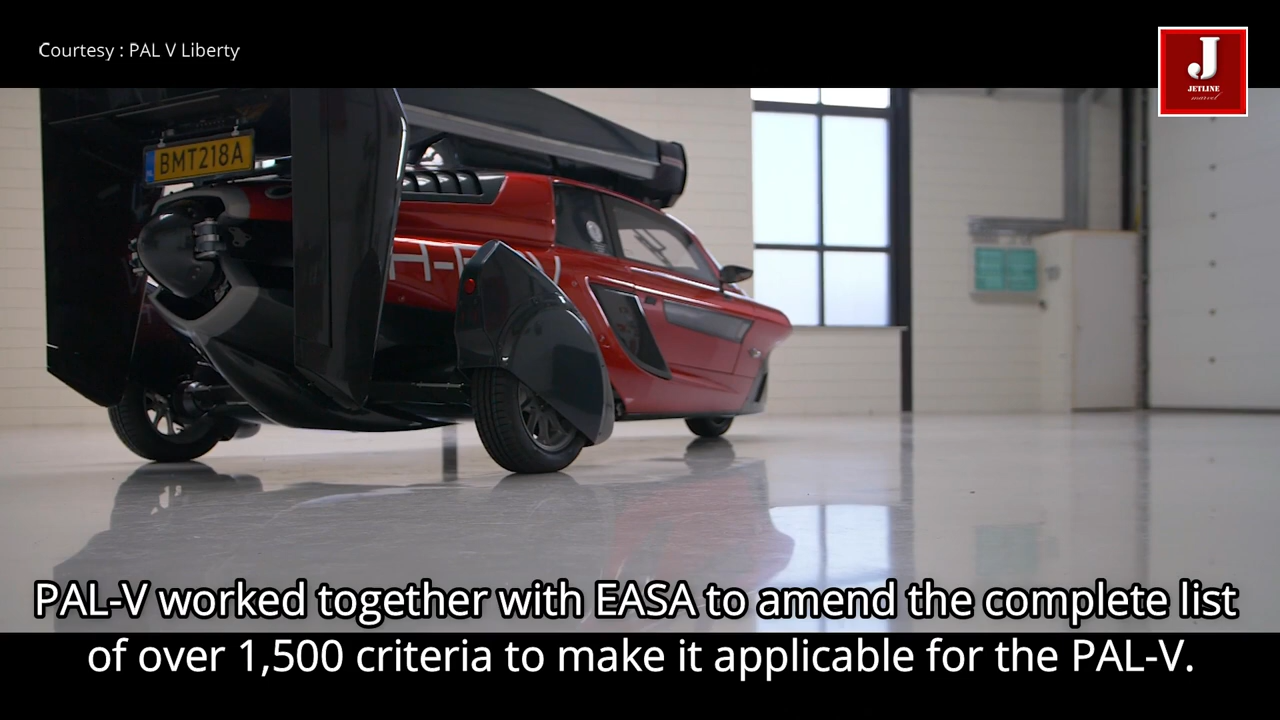 Courtesy : PAL V Liberty
J
JETLINE
marvel
BMT218A
PAL-V worked together with EASA to amend the complete list
of over 1,500 criteria to make it applicable for the PAL-V.